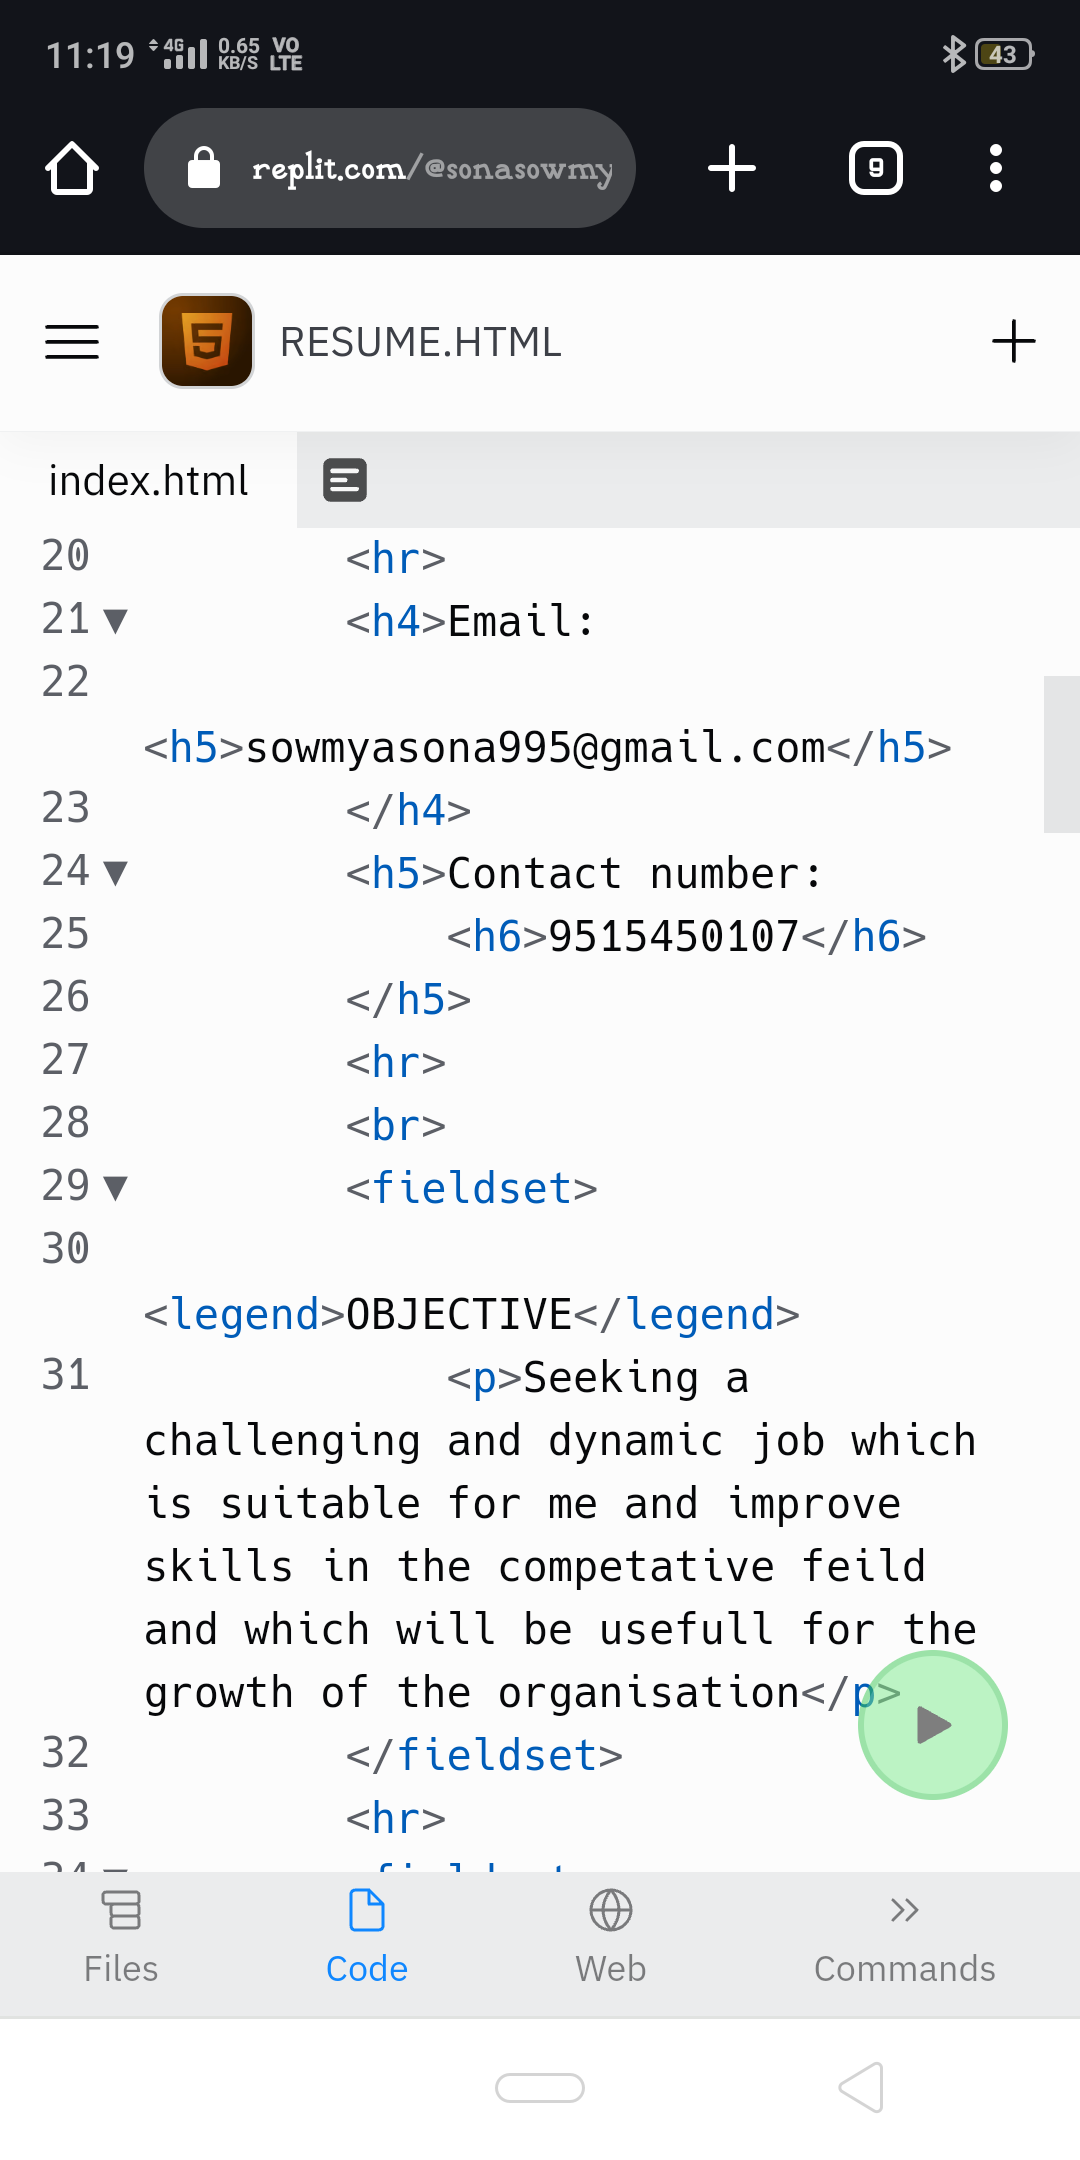 11:19 4G 0.65 KB/S VO LTE 43
replit.com/@sonasowmy 9
RESUME.HTML
index.html
20 <hr>
21 <h4>Email:
22
<h5>sowmyasona995@gmail.com</h5>
23 </h4>
24 <h5>Contact number:
25 <h6>9515450107</h6>
26 </h5>
27 <hr>
28 <br>
29 <fieldset>
30
<legend>OBJECTIVE</legend>
31 <p>Seeking a
challenging and dynamic job which
is suitable for me and improve
skills in the competative feild
and which will be usefull for the
growth of the organisation</p>
32 </fieldset>
33 <hr>
Files Code Web Commands